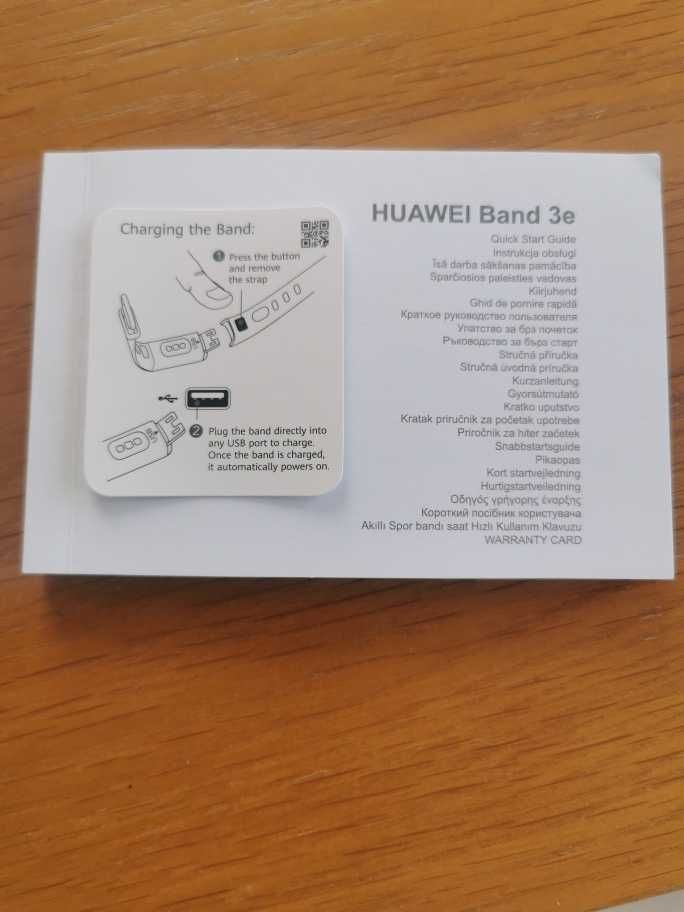 Charging the Band:
1 Press the button
and remove
the strap
2 Plug the band directly into
any USB port to charge.
Once the band is charged,
it automatically powers on.
HUAWEI Band 3e
Quick Start Guide
Instrukcja obsługi
Īsā darba sākšanas pamācība
Sparčiosios paleisties vadovas
Kiirjuhend
Ghid de pornire rapidă
Краткое руководство пользователя
Упатство за брз почеток
Ръководство за бърз старт
Stručná příručka
Stručná úvodná príručka
Kurzanleitung
Gyorsútmutató
Kratko uputstvo
Kratak priručnik za početak upotrebe
Priročnik za hiter začetek
Snabbstartsguide
Pikaopas
Kort startvejledning
Hurtigstartveiledning
Οδηγός γρήγορης έναρξης
Короткий посібник користувача
Akıllı Spor bandı saat Hızlı Kullanım Klavuzu
WARRANTY CARD